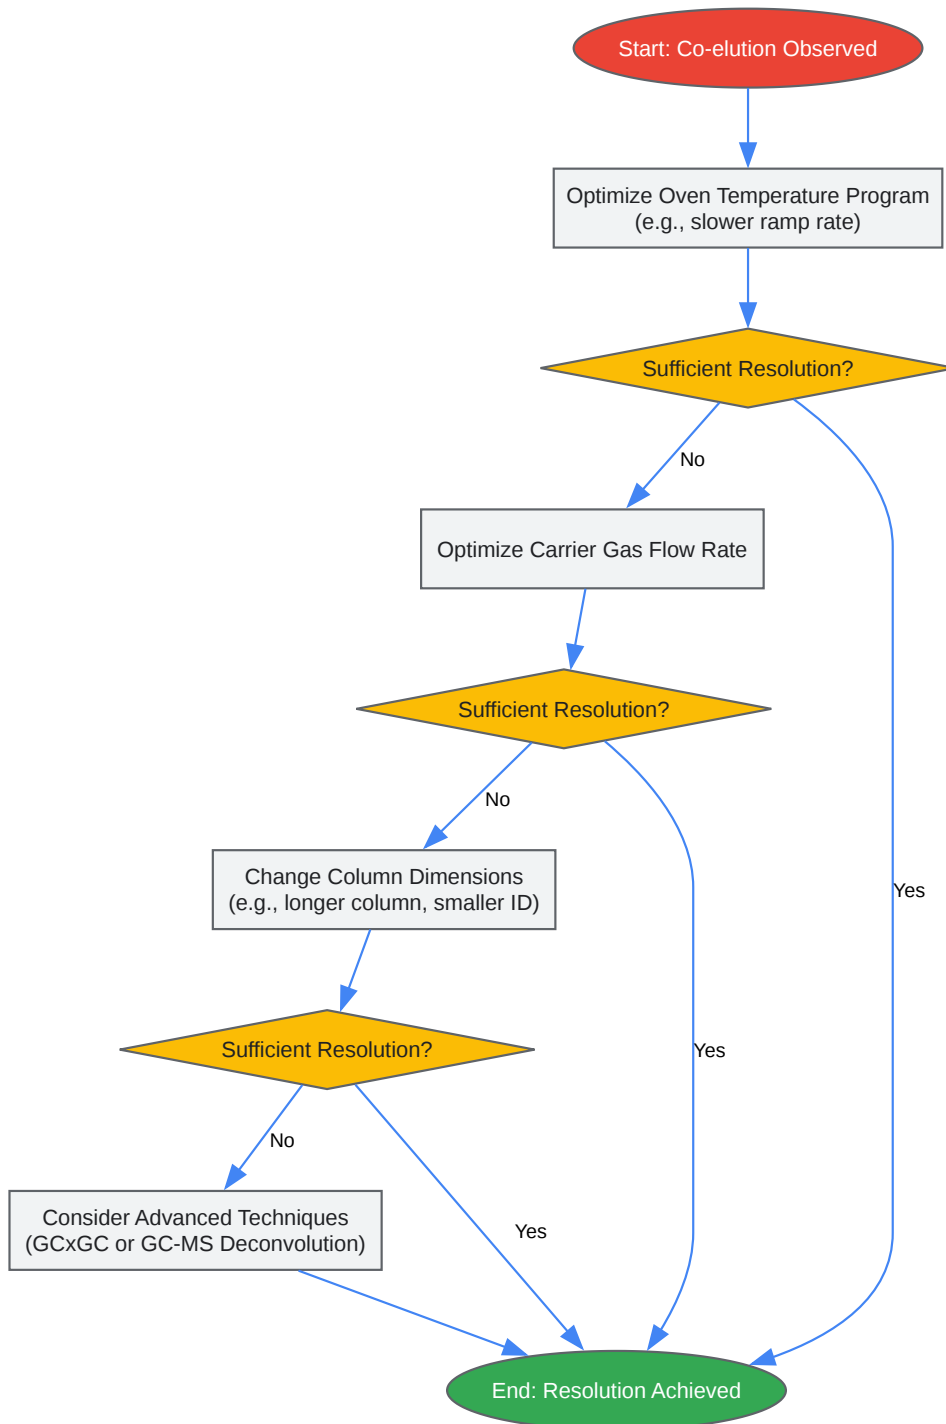 Start: Co-elution Observed
Optimize Oven Temperature Program
(e.g., slower ramp rate)
Sufficient Resolution?
No
Optimize Carrier Gas Flow Rate
Sufficient Resolution?
No
Change Column Dimensions
(e.g., longer column, smaller ID)
Yes
Sufficient Resolution?
Yes
No
Consider Advanced Techniques
(GCxGC or GC-MS Deconvolution)
Yes
End: Resolution Achieved